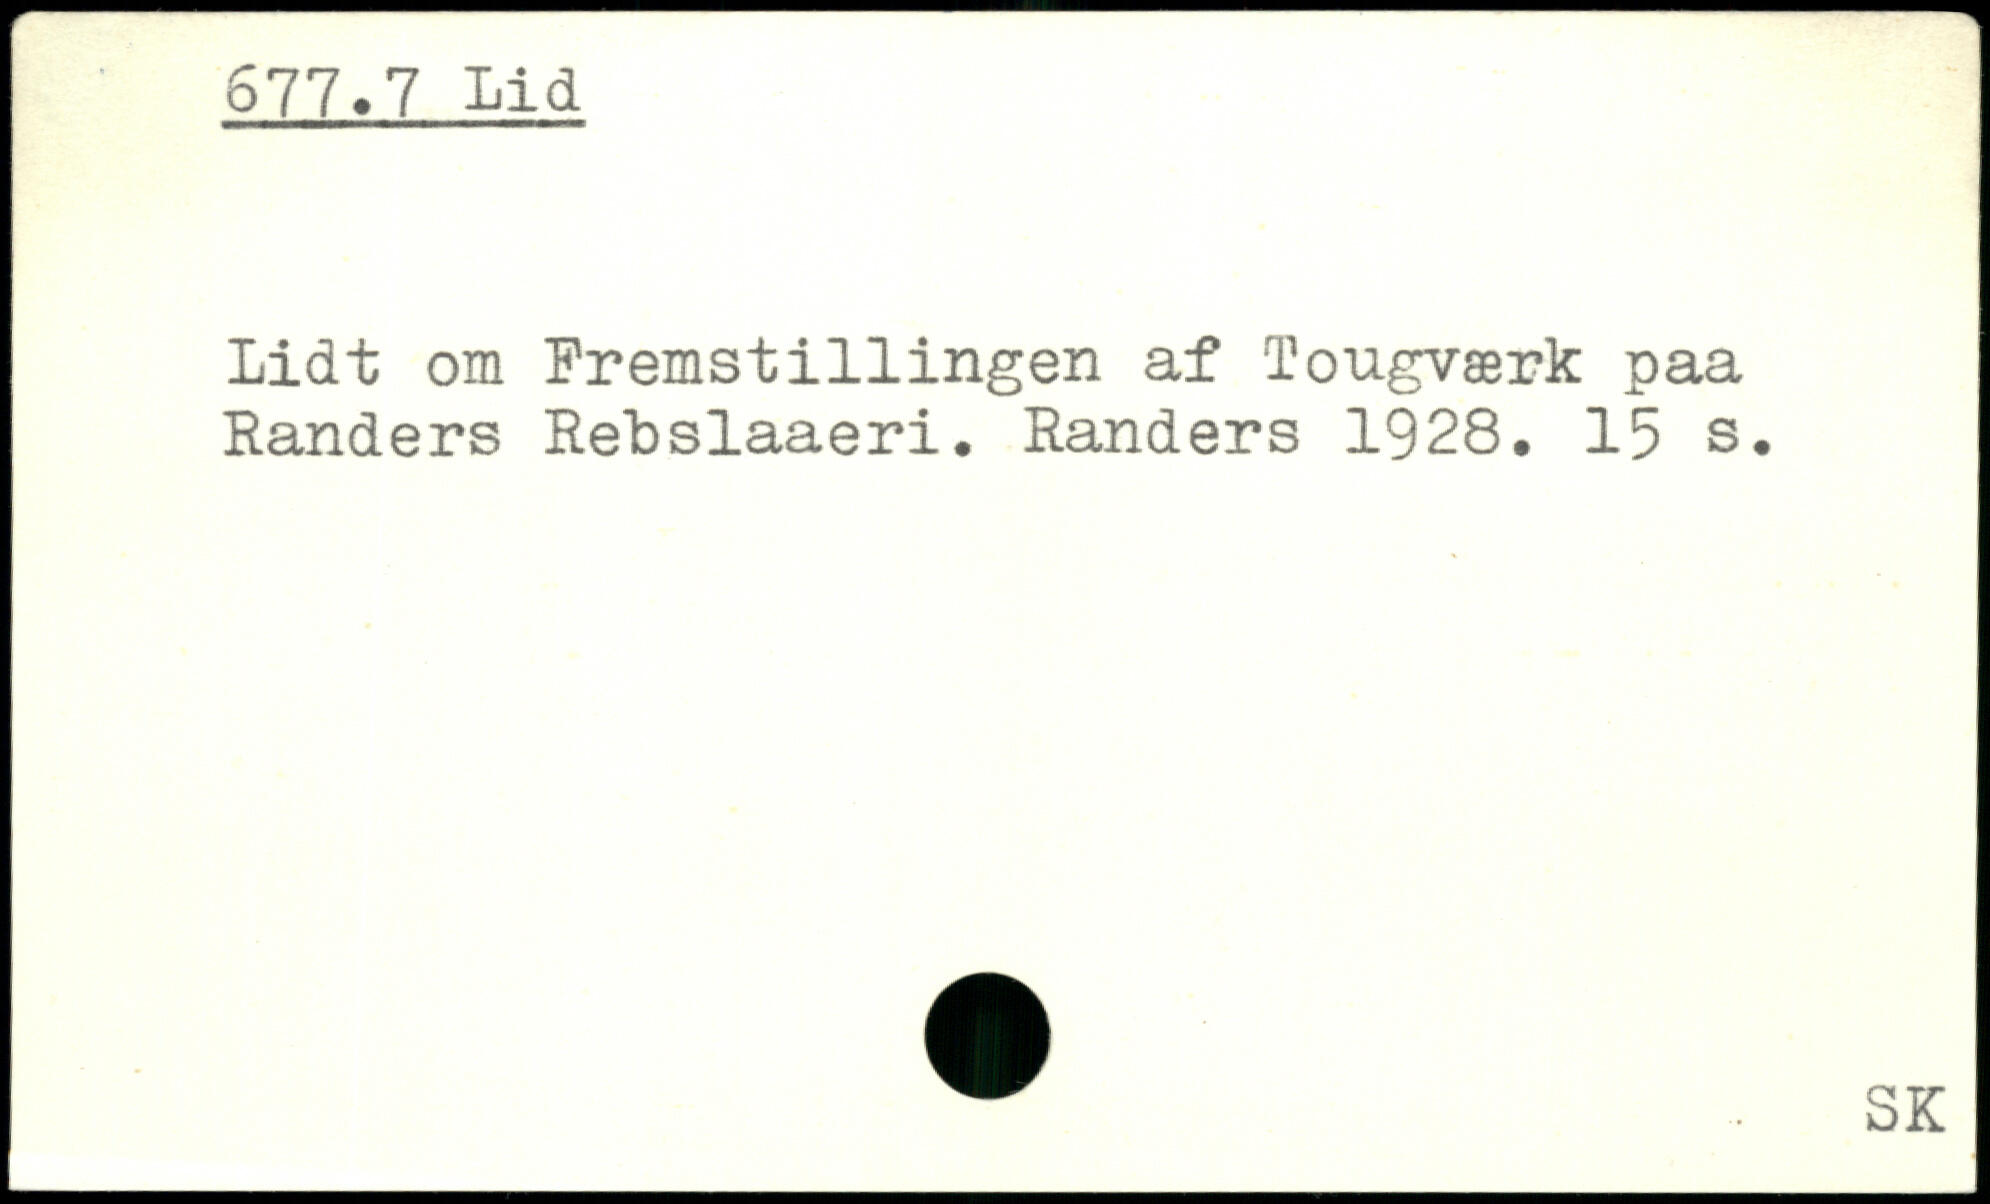 677.7 Lid
Lidt om Fremstillingen af Tougværk paa
Randers Rebslaaeri. Randers 1928. 15 s.
SK